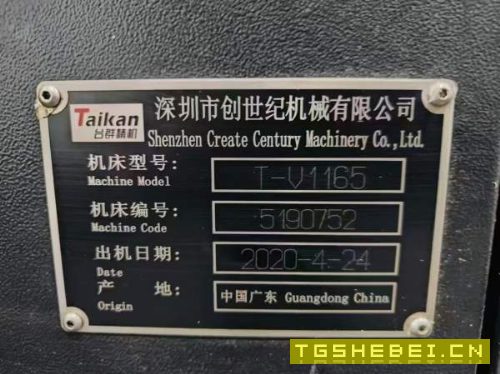 Taikan
台群精机
深圳市创世纪机械有限公司
Shenzhen Create Century Machinery Co.,Ltd.
机床型号:
Machine Model
T-V1165
机床编号:
Machine Code
5190752
出机日期:
Date
2020-4-24
产 地:
Origin
中国广东 Guangdong China
TGSHEBEI.CN